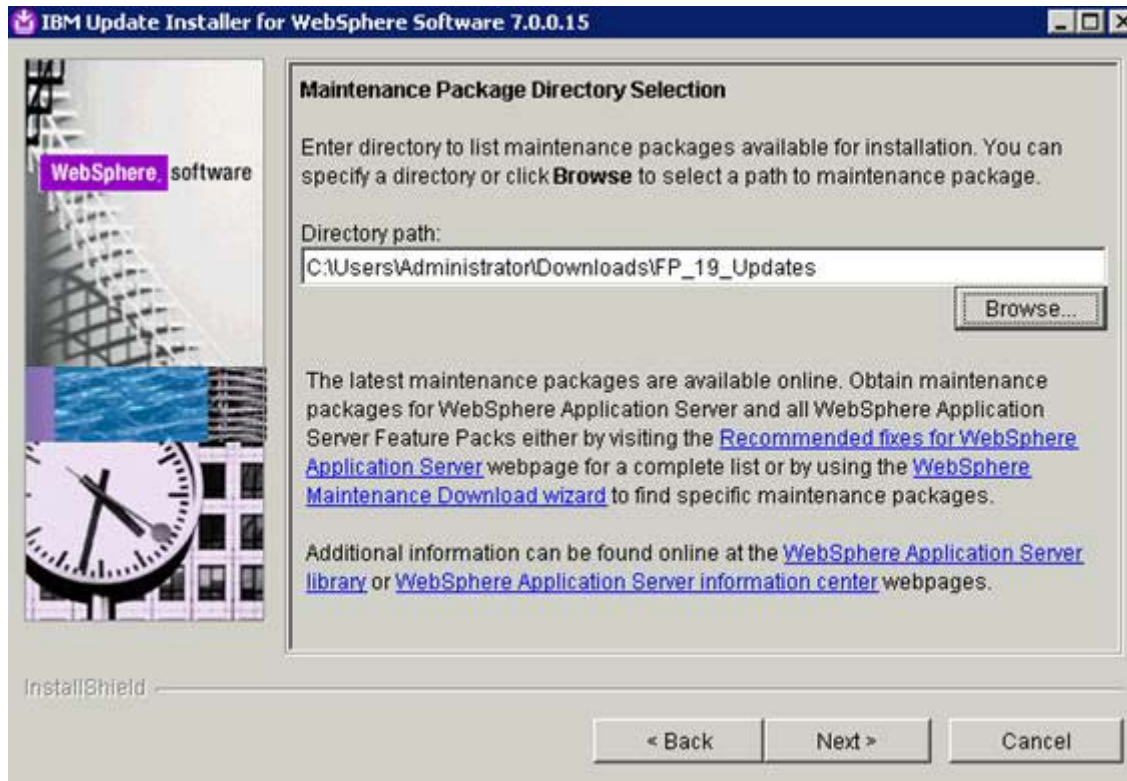 IBM Update Installer for WebSphere Software 7.0.0.15
WebSphere. software
Maintenance Package Directory Selection
Enter directory to list maintenance packages available for installation. You can
specify a directory or click Browse to select a path to maintenance package.
Directory path:
C:\Users\Administrator\Downloads\FP_19_Updates
Browse...
The latest maintenance packages are available online. Obtain maintenance
packages for WebSphere Application Server and all WebSphere Application
Server Feature Packs either by visiting the Recommended fixes for WebSphere
Application Server webpage for a complete list or by using the WebSphere
Maintenance Download wizard to find specific maintenance packages.
Additional information can be found online at the WebSphere Application Server
library or WebSphere Application Server information center webpages.
InstallShield
< Back
Next >
Cancel